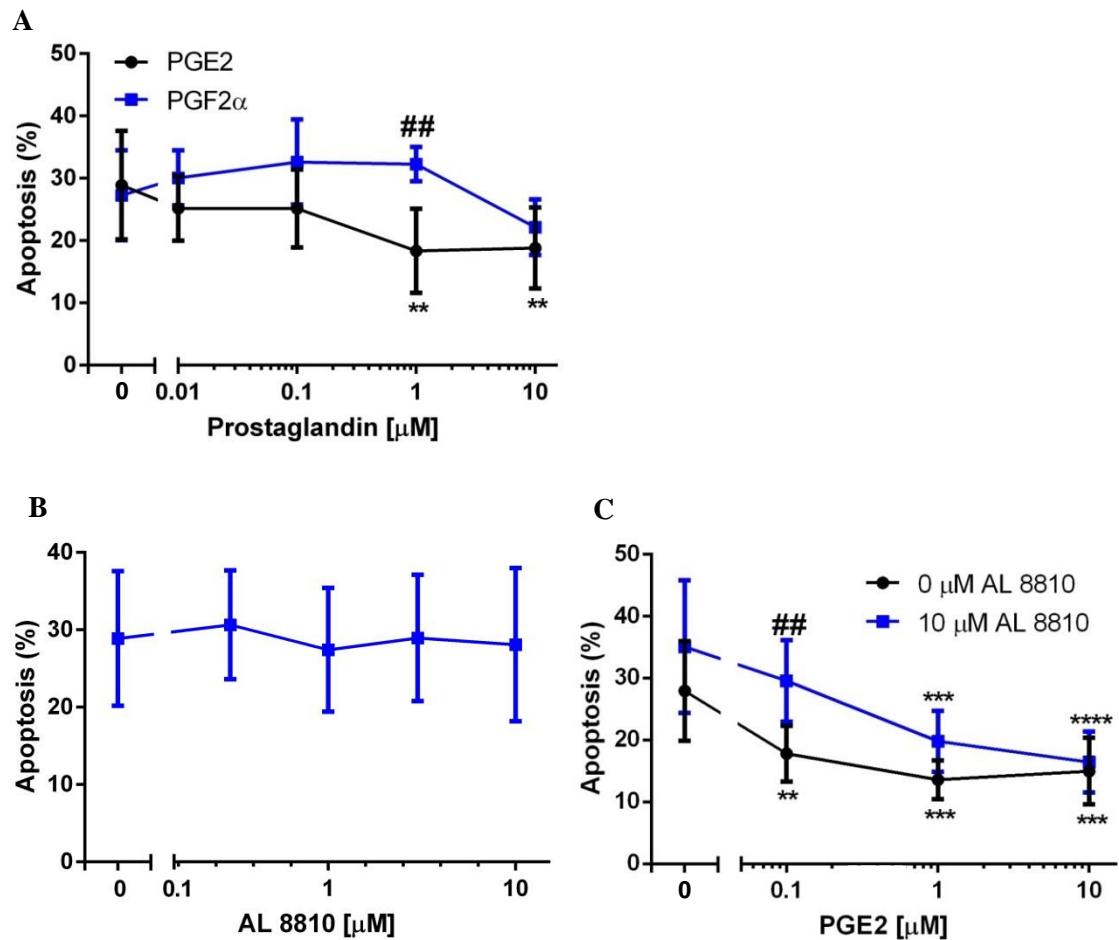 A
50
40
30
20
10
0
Apoptosis (%)
PGE2
PGF2α
##
**
**
0 0.01 0.1 1 10
Prostaglandin [μM]
B
40
30
20
10
0
Apoptosis (%)
0 0.1 1 10
AL 8810 [μM]
C
50
40
30
20
10
0
Apoptosis (%)
0 μM AL 8810
10 μM AL 8810
##
***
****
**
***
***
0 0.1 1 10
PGE2 [μM]